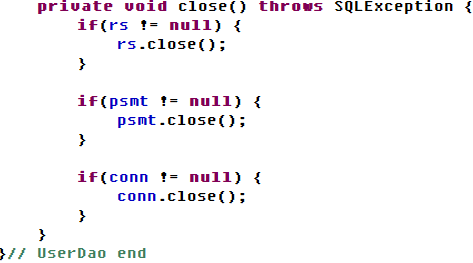 private void close() throws SQLException {
if(rs != null) {
rs.close();
}
if(psmt != null) {
psmt.close();
}
if(conn != null) {
conn.close();
}
}
}// UserDao end